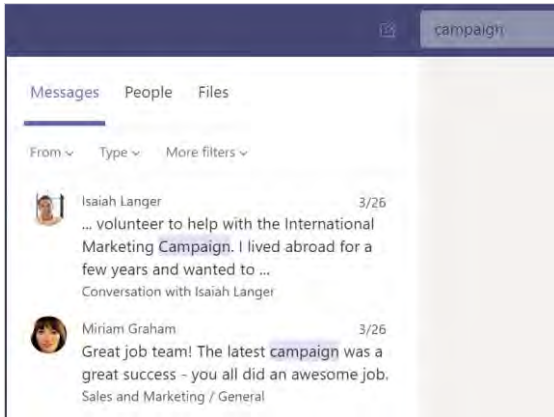 campaign
Messages People Files
From Type More filters
Isaiah Langer 3/26
... volunteer to help with the International
Marketing Campaign. I lived abroad for a
few years and wanted to ...
Conversation with Isaiah Langer
Miriam Graham 3/26
Great job team! The latest campaign was a
great success - you all did an awesome job.
Sales and Marketing / General